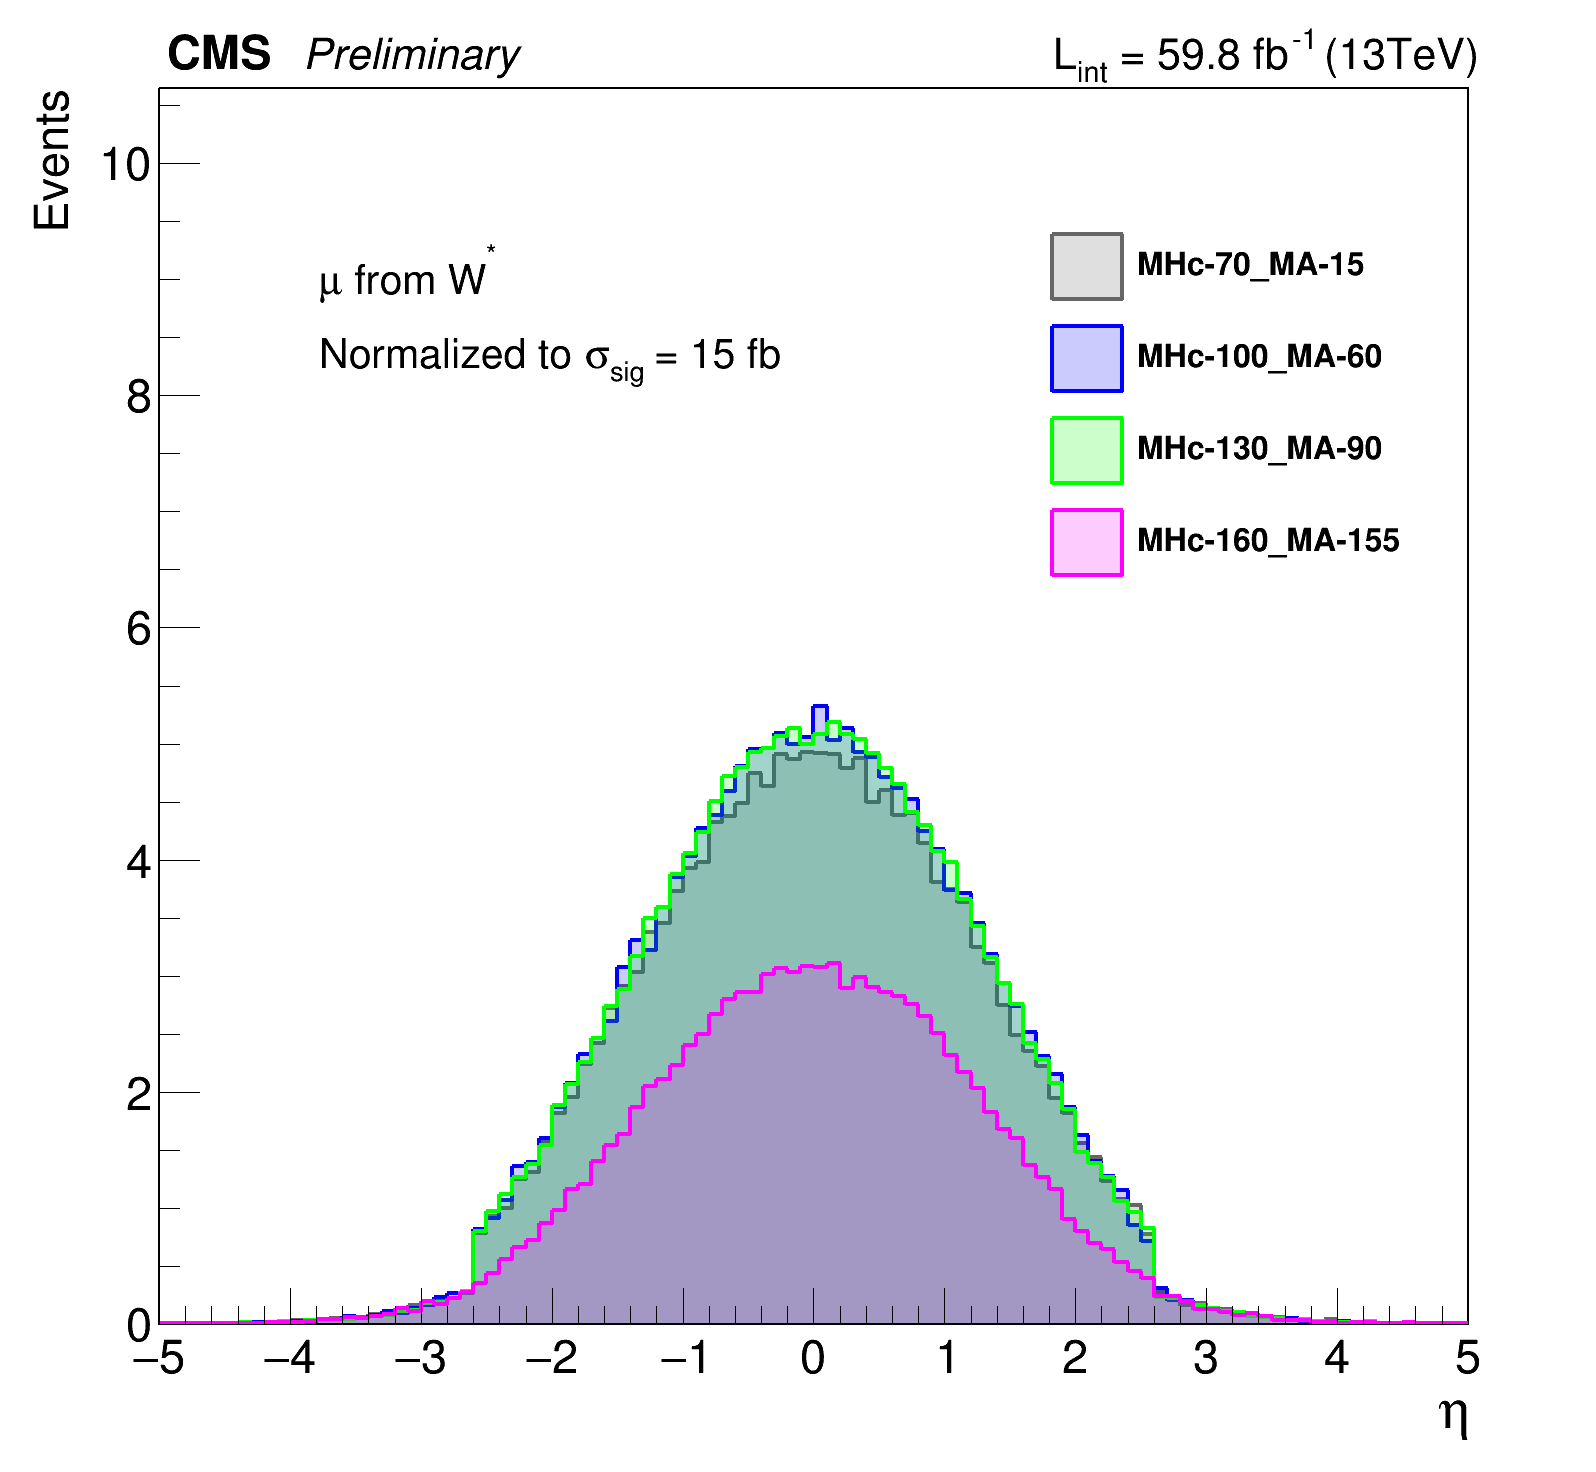 CMS Preliminary
L_int = 59.8 fb^-1 (13TeV)
Events
10
8
6
4
2
0
μ from W^*
Normalized to σ_sig = 15 fb
MHc-70_MA-15
MHc-100_MA-60
MHc-130_MA-90
MHc-160_MA-155
−5 −4 −3 −2 −1 0 1 2 3 4 5
η